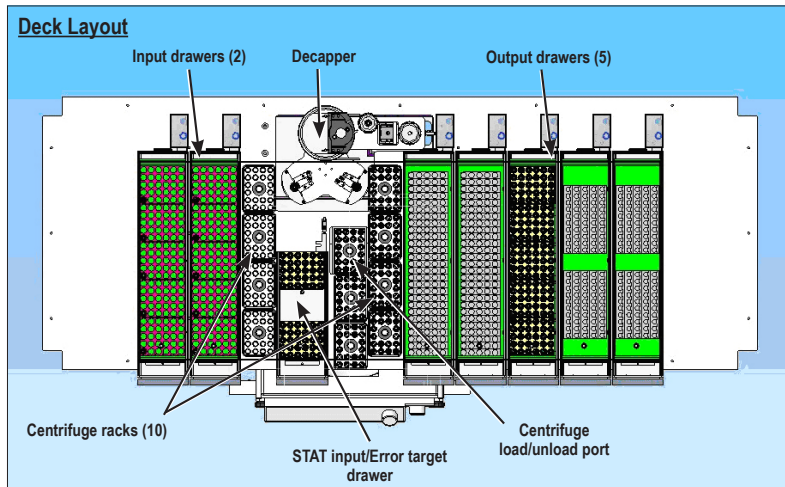 Deck Layout
Input drawers (2)
Decapper
Output drawers (5)
Centrifuge racks (10)
STAT input/Error target
drawer
Centrifuge
load/unload port